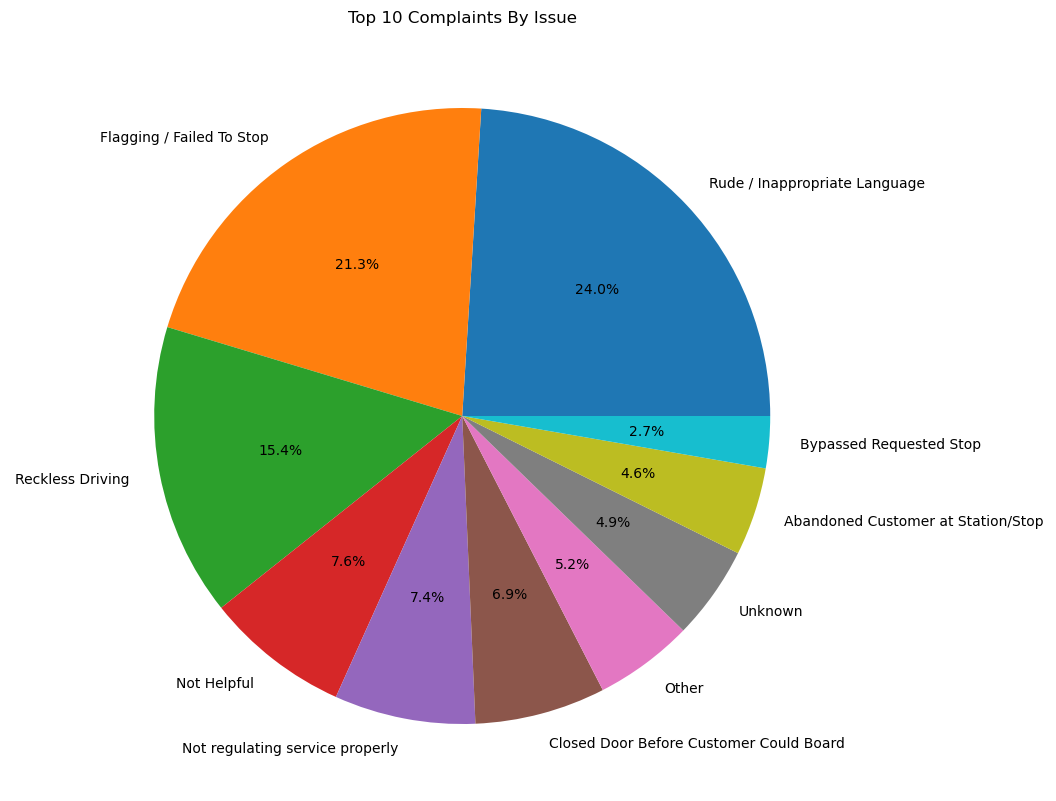 Top 10 Complaints By Issue
Flagging / Failed To Stop
Rude / Inappropriate Language
21.3%
24.0%
15.4%
Reckless Driving
2.7%
Bypassed Requested Stop
4.6%
Abandoned Customer at Station/Stop
4.9%
7.6%
5.2%
7.4%
6.9%
Unknown
Not Helpful
Other
Not regulating service properly
Closed Door Before Customer Could Board